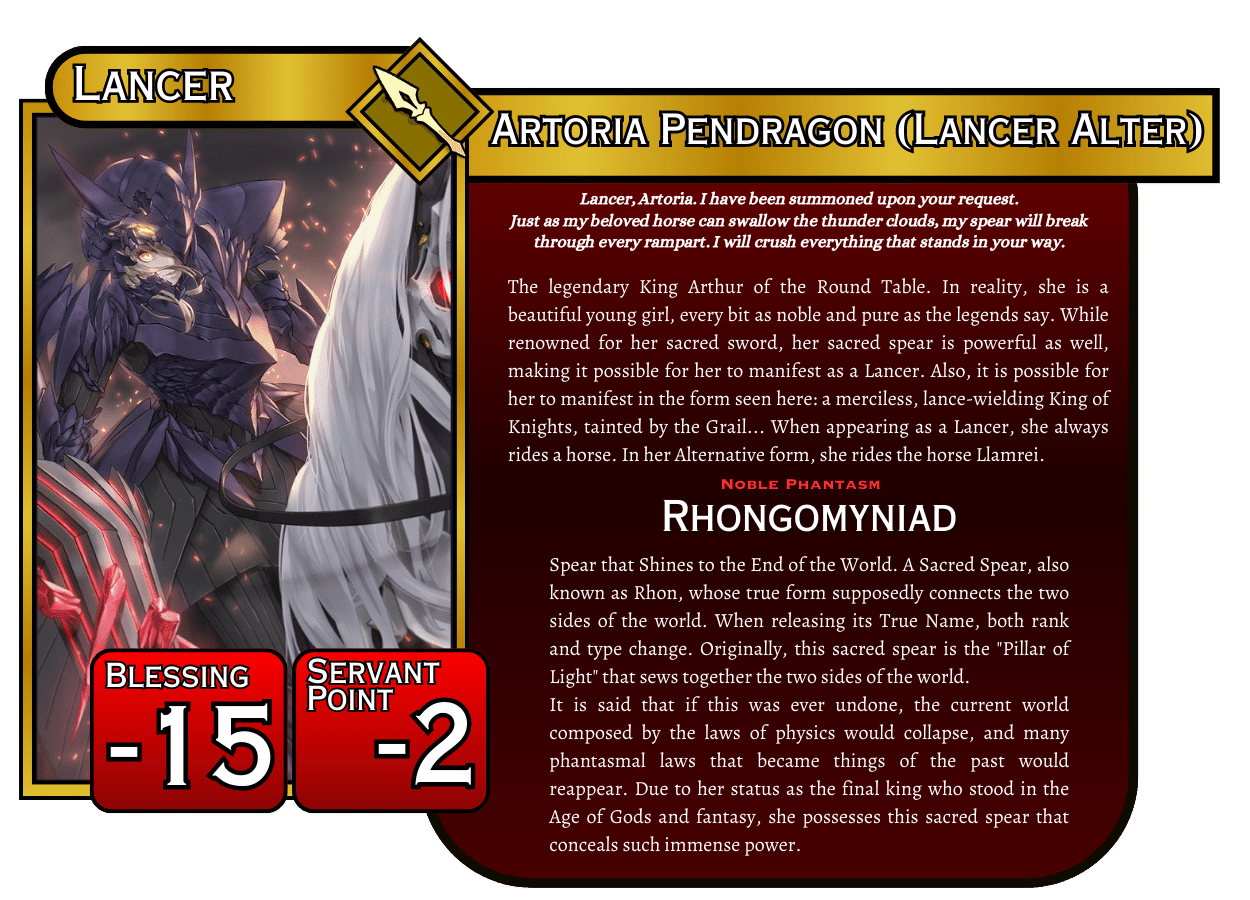 Lancer
Artoria Pendragon (Lancer Alter)
Lancer, Artoria. I have been summoned upon your request.
Just as my beloved horse can swallow the thunder clouds, my spear will break
through every rampart. I will crush everything that stands in your way.
The legendary King Arthur of the Round Table. In reality, she is a
beautiful young girl, every bit as noble and pure as the legends say. While
renowned for her sacred sword, her sacred spear is powerful as well,
making it possible for her to manifest as a Lancer. Also, it is possible for
her to manifest in the form seen here: a merciless, lance-wielding King of
Knights, tainted by the Grail... When appearing as a Lancer, she always
rides a horse. In her Alternative form, she rides the horse Llamrei.
Noble Phantasm
Rhongomyniad
Spear that Shines to the End of the World. A Sacred Spear, also
known as Rhon, whose true form supposedly connects the two
sides of the world. When releasing its True Name, both rank
and type change. Originally, this sacred spear is the "Pillar of
Light" that sews together the two sides of the world.
It is said that if this was ever undone, the current world
composed by the laws of physics would collapse, and many
phantasmal laws that became things of the past would
reappear. Due to her status as the final king who stood in the
Age of Gods and fantasy, she possesses this sacred spear that
conceals such immense power.
Blessing
-15
Servant
Point
-2